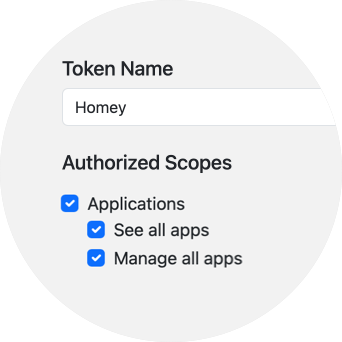 Token Name
Homey
Authorized Scopes
Applications
See all apps
Manage all apps